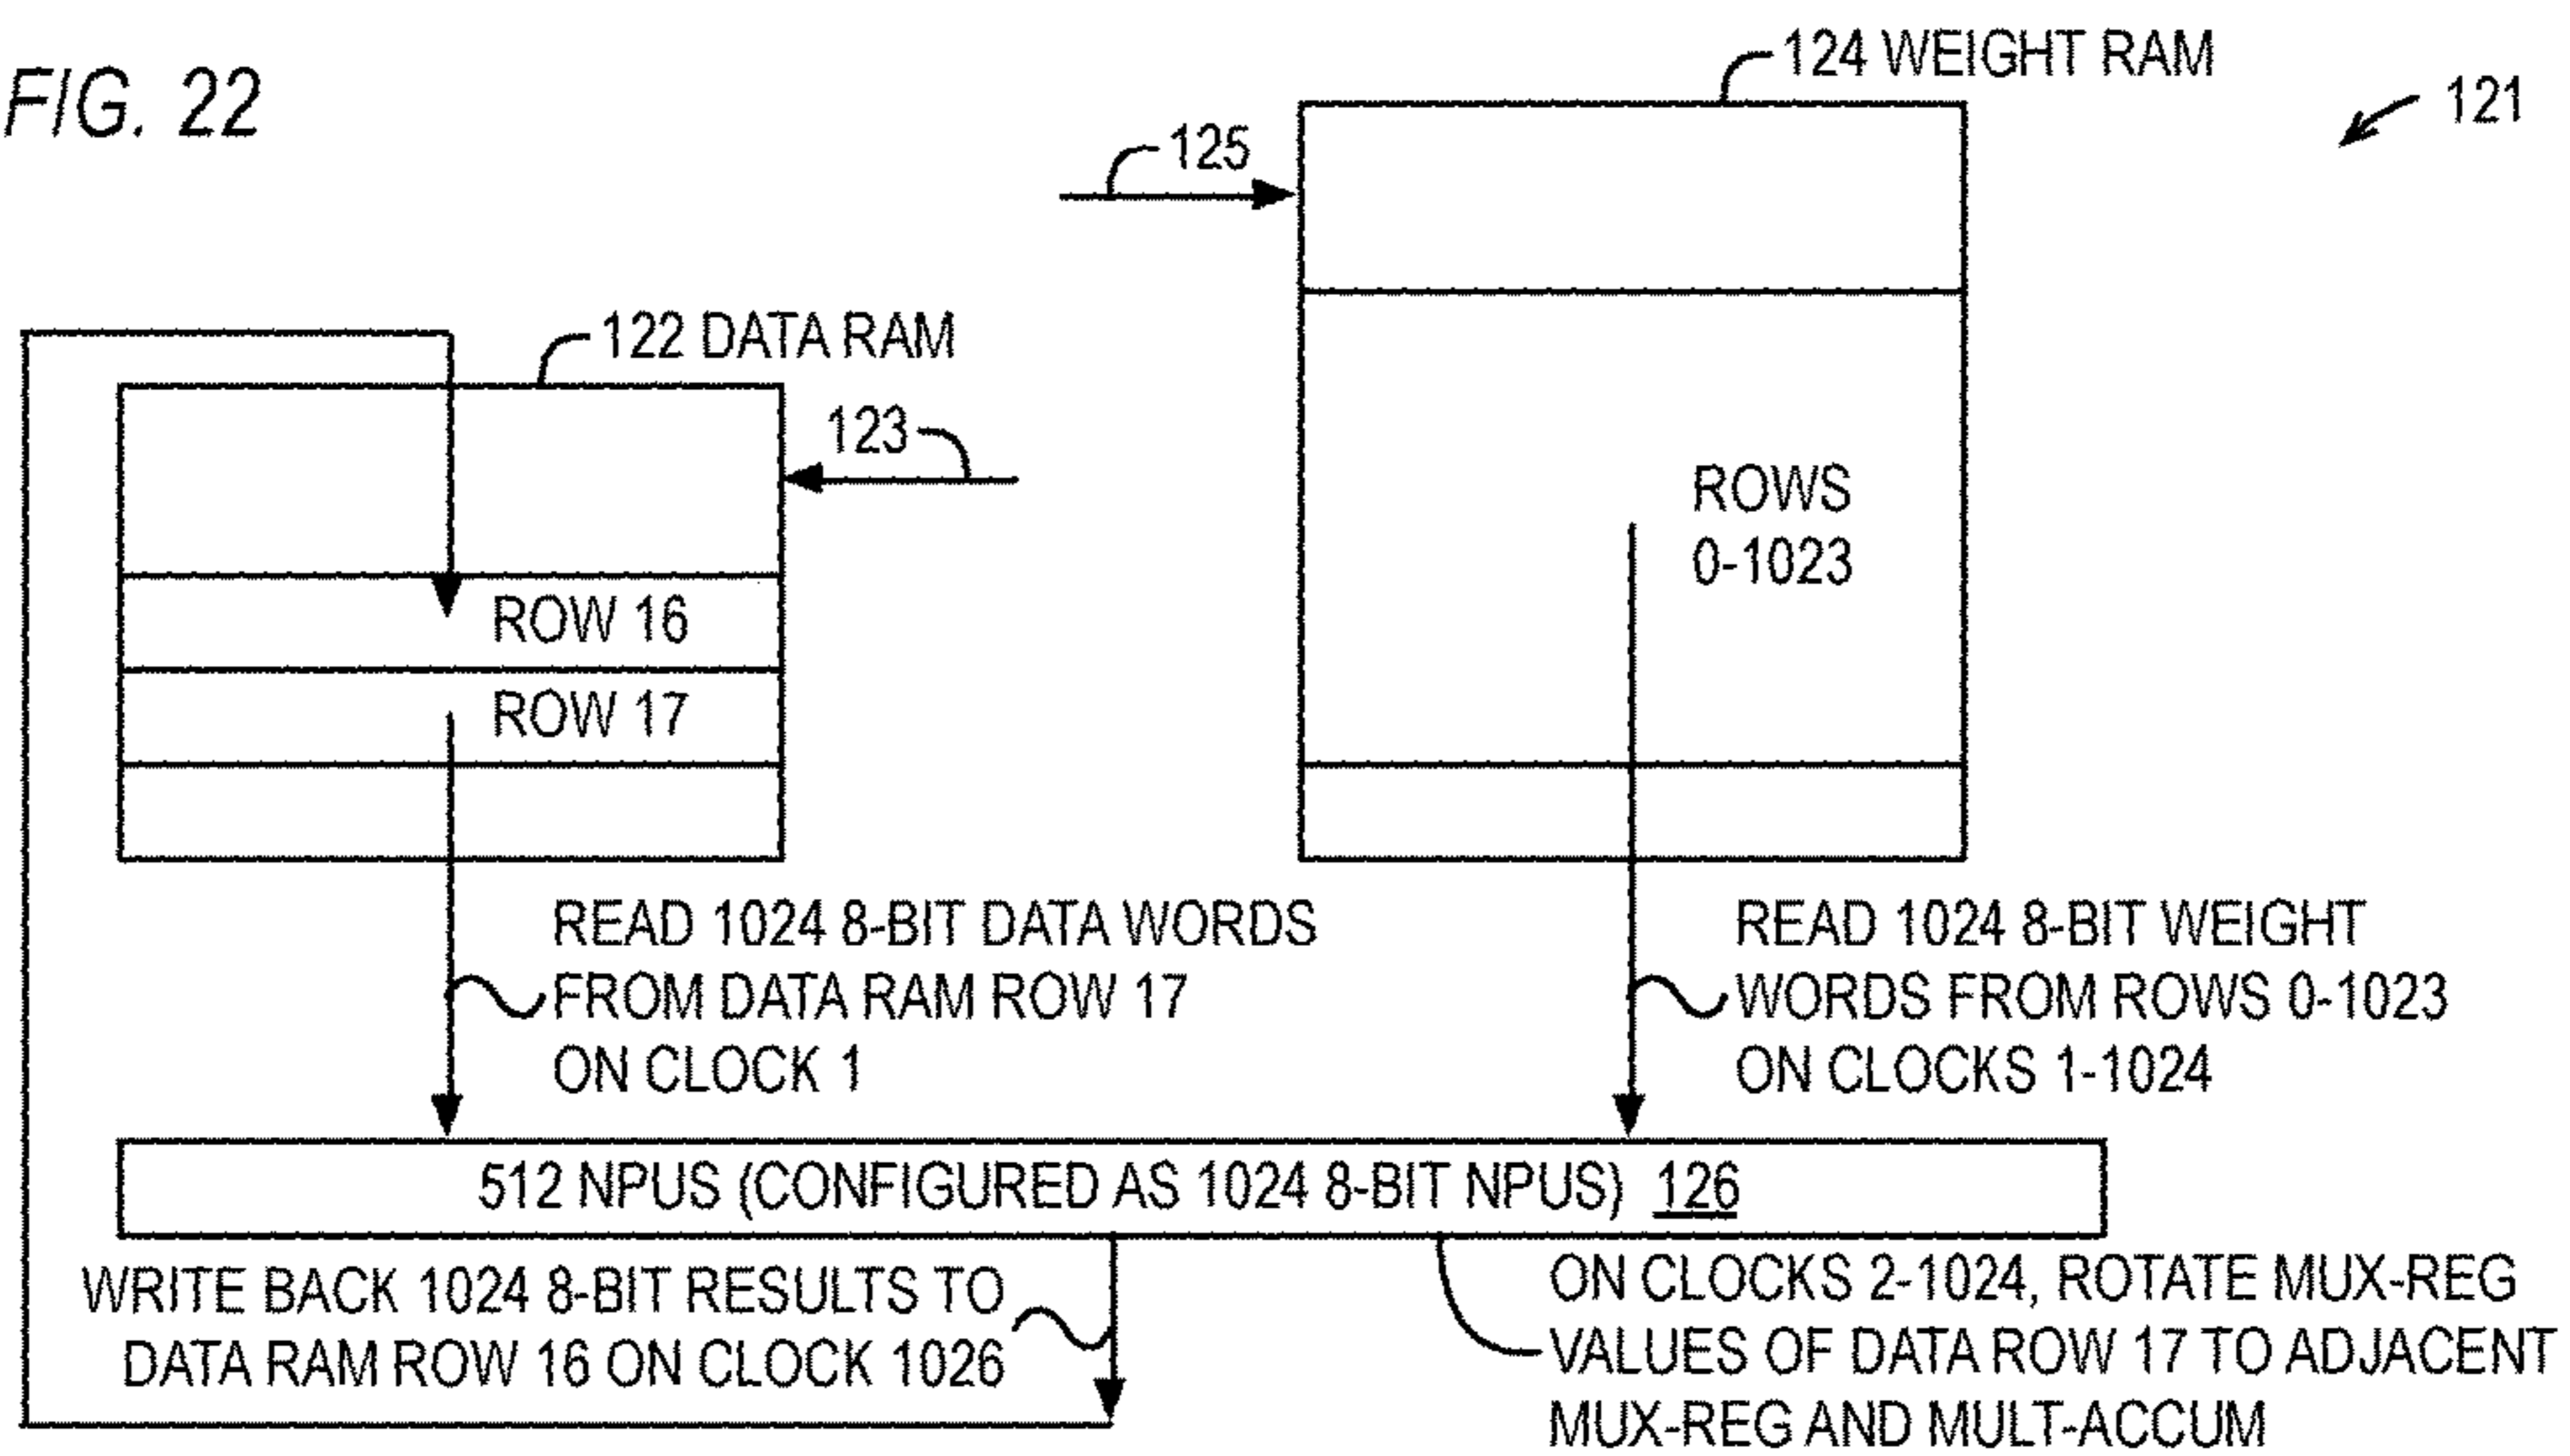 FIG. 22
124 WEIGHT RAM
121
125
122 DATA RAM
123
ROWS
0-1023
ROW 16
ROW 17
READ 1024 8-BIT DATA WORDS
FROM DATA RAM ROW 17
ON CLOCK 1
READ 1024 8-BIT WEIGHT
WORDS FROM ROWS 0-1023
ON CLOCKS 1-1024
512 NPUS (CONFIGURED AS 1024 8-BIT NPUS) 126
WRITE BACK 1024 8-BIT RESULTS TO
DATA RAM ROW 16 ON CLOCK 1026
ON CLOCKS 2-1024, ROTATE MUX-REG
VALUES OF DATA ROW 17 TO ADJACENT
MUX-REG AND MULT-ACCUM